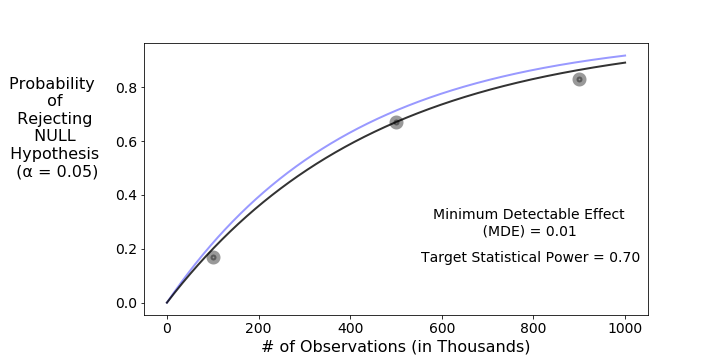 Probability
of
Rejecting
NULL
Hypothesis
(α = 0.05)
0.8
0.6
0.4
0.2
0.0
Minimum Detectable Effect
(MDE) = 0.01
Target Statistical Power = 0.70
0 200 400 600 800 1000
# of Observations (in Thousands)